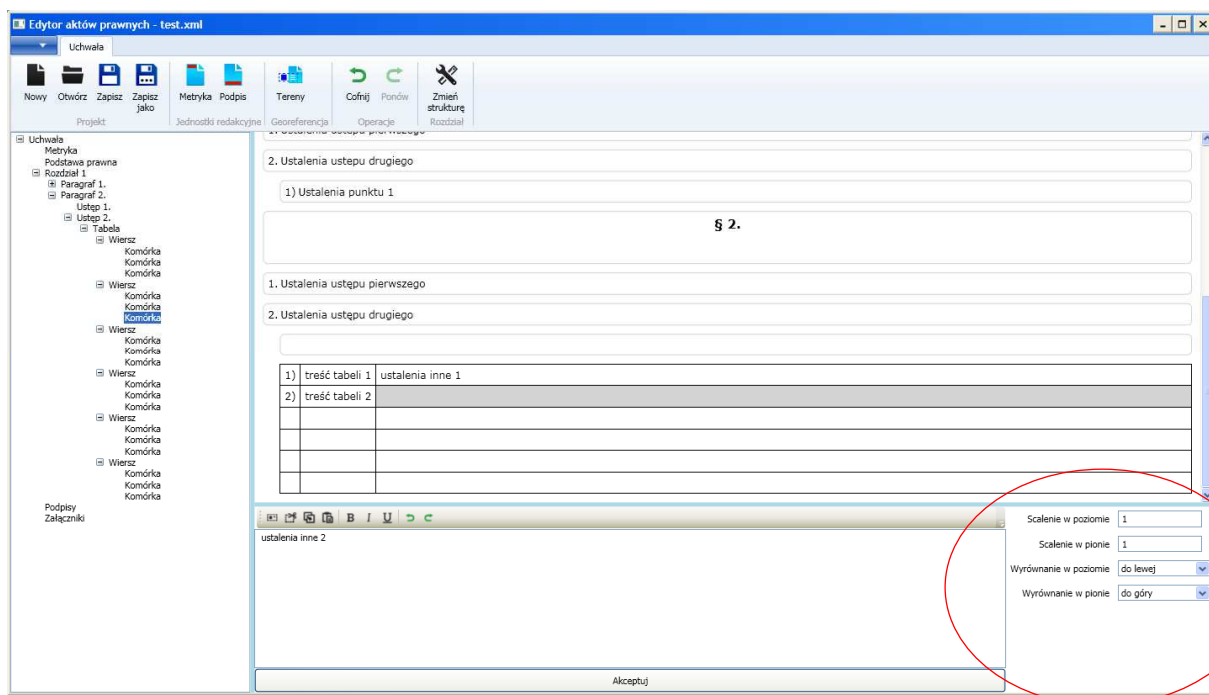 Edytor aktów prawnych - test.xml
Uchwała
Nowy Otwórz Zapisz Zapisz jako Metryka Podpis Tereny Cofnij Ponów Zmień strukturę
Projekt Jednostki redakcyjne Georeferencja Operacje Rozdział
Uchwała
Metryka
Podstawa prawna
Rozdział 1
Paragraf 1.
Paragraf 2.
Ustęp 1.
Ustęp 2.
Tabela
Wiersz
Komórka
Komórka
Komórka
Wiersz
Komórka
Komórka
Komórka
Wiersz
Komórka
Komórka
Komórka
Wiersz
Komórka
Komórka
Komórka
Wiersz
Komórka
Komórka
Komórka
Wiersz
Komórka
Komórka
Komórka
Podpisy
Załączniki
1. Ustalenia ustępu pierwszego
2. Ustalenia ustepu drugiego
1) Ustalenia punktu 1
§ 2.
1. Ustalenia ustępu pierwszego
2. Ustalenia ustępu drugiego
1) treść tabeli 1 ustalenia inne 1
2) treść tabeli 2
B I U
ustalenia inne 2
Akceptuj
Scalenie w poziomie 1
Scalenie w pionie 1
Wyrównanie w poziomie do lewej
Wyrównanie w pionie do góry